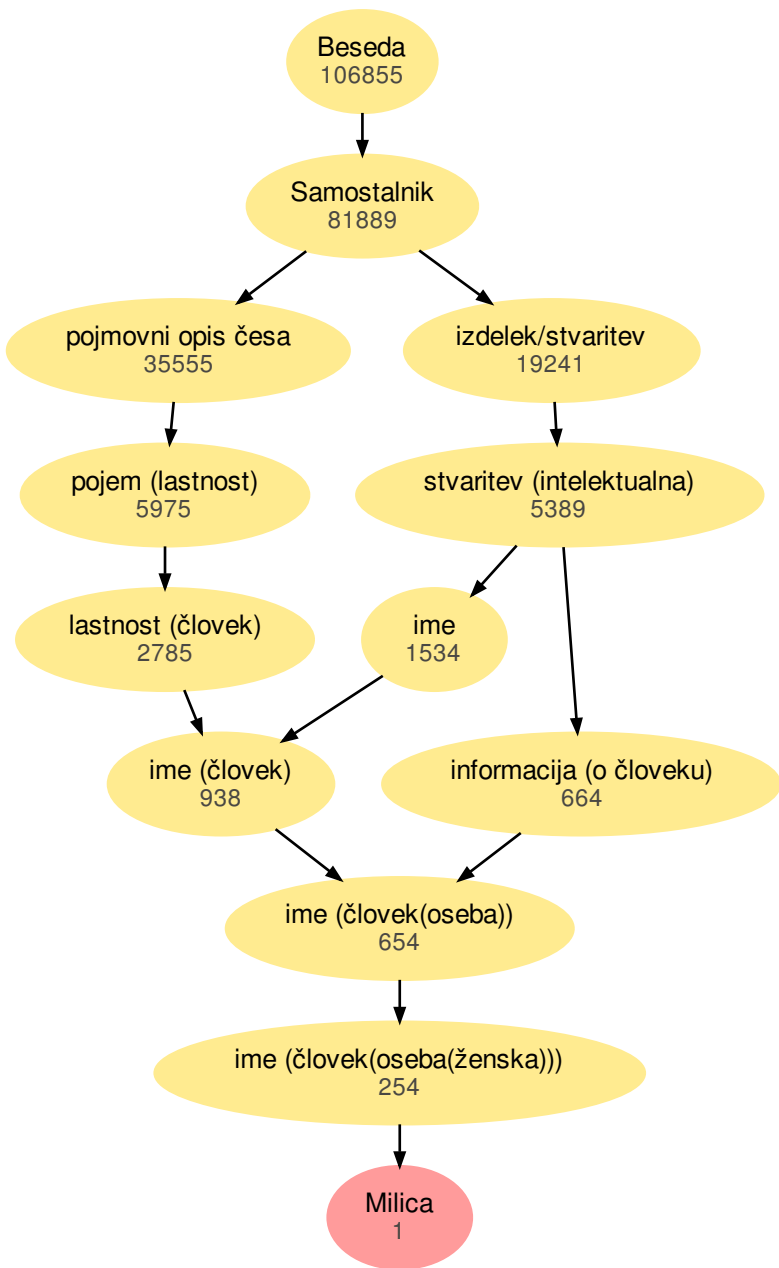 Beseda
106855
Samostalnik
81889
pojmovni opis česa
35555
izdelek/stvaritev
19241
pojem (lastnost)
5975
stvaritev (intelektualna)
5389
lastnost (človek)
2785
ime
1534
ime (človek)
938
informacija (o človeku)
664
ime (človek(oseba))
654
ime (človek(oseba(ženska)))
254
Milica
1